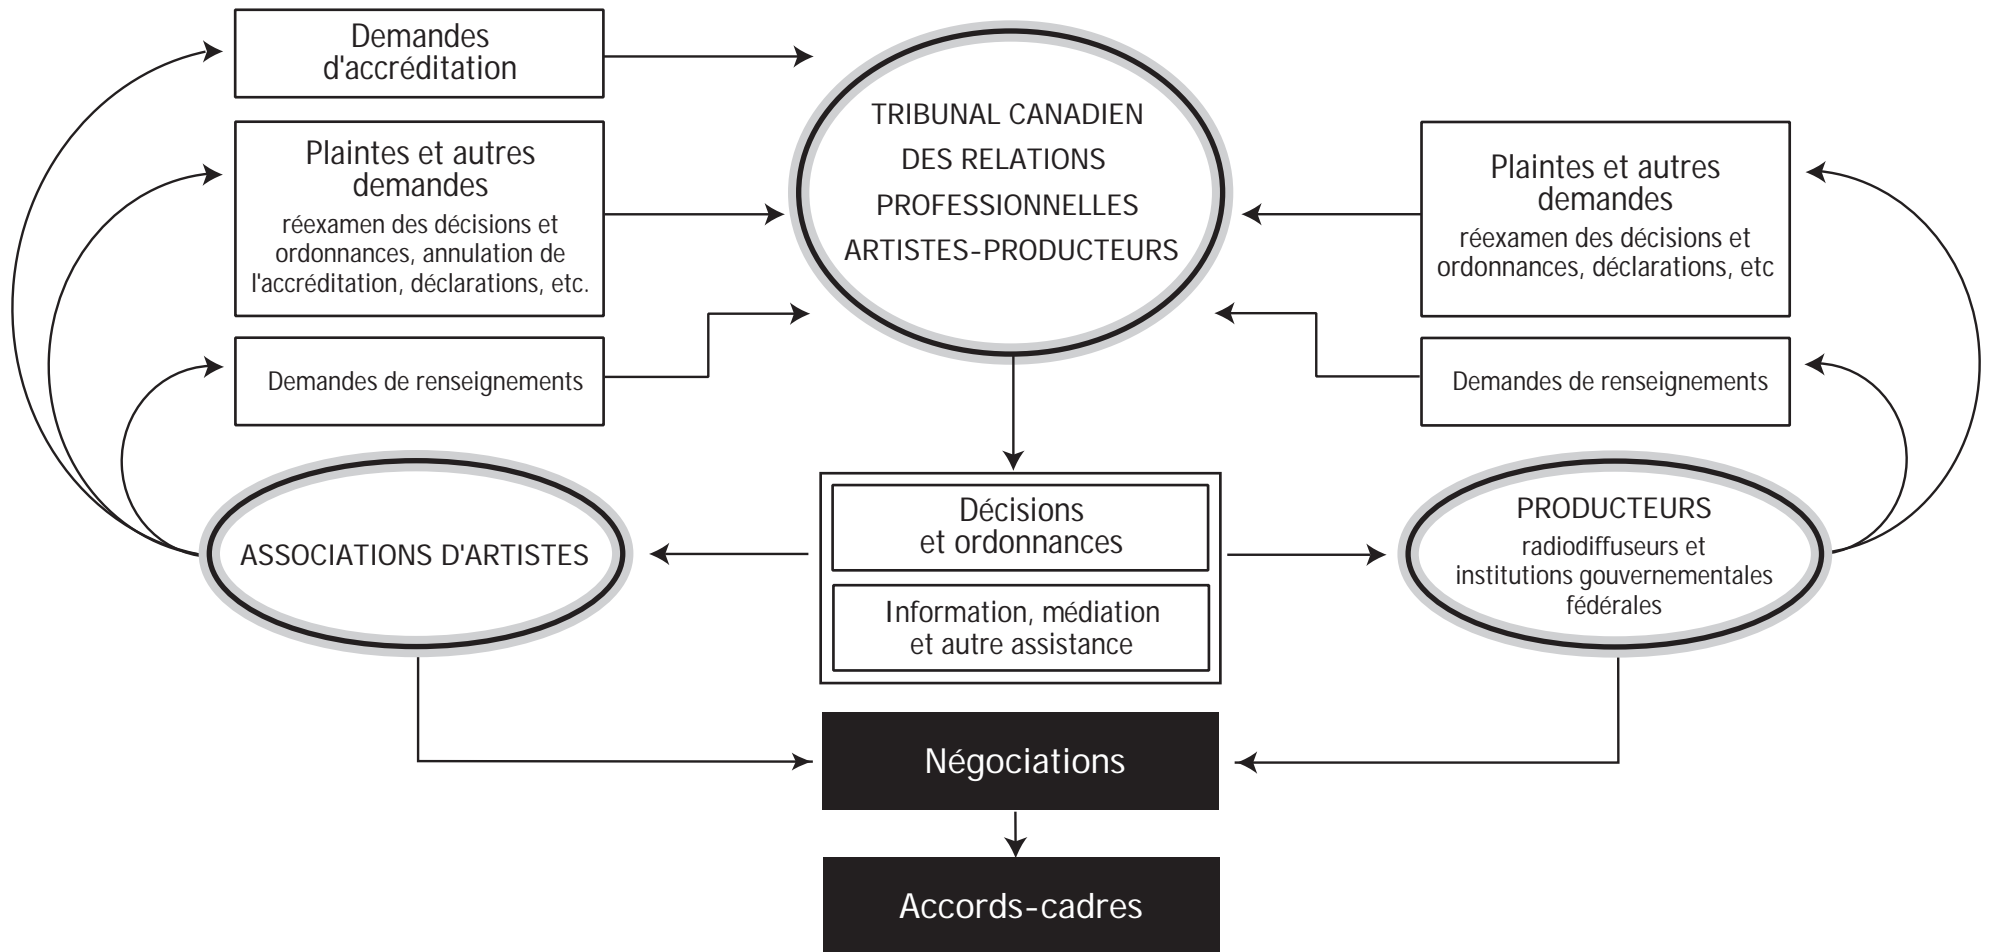 Demandes
d'accréditation
Plaintes et autres
demandes
réexamen des décisions et
ordonnances, annulation de
l'accréditation, déclarations, etc.
Demandes de renseignements
TRIBUNAL CANADIEN
DES RELATIONS
PROFESSIONNELLES
ARTISTES-PRODUCTEURS
Plaintes et autres
demandes
réexamen des décisions et
ordonnances, déclarations, etc
Demandes de renseignements
ASSOCIATIONS D'ARTISTES
Décisions
et ordonnances
Information, médiation
et autre assistance
PRODUCTEURS
radiodiffuseurs et
institutions gouvernementales
fédérales
Négociations
Accords-cadres